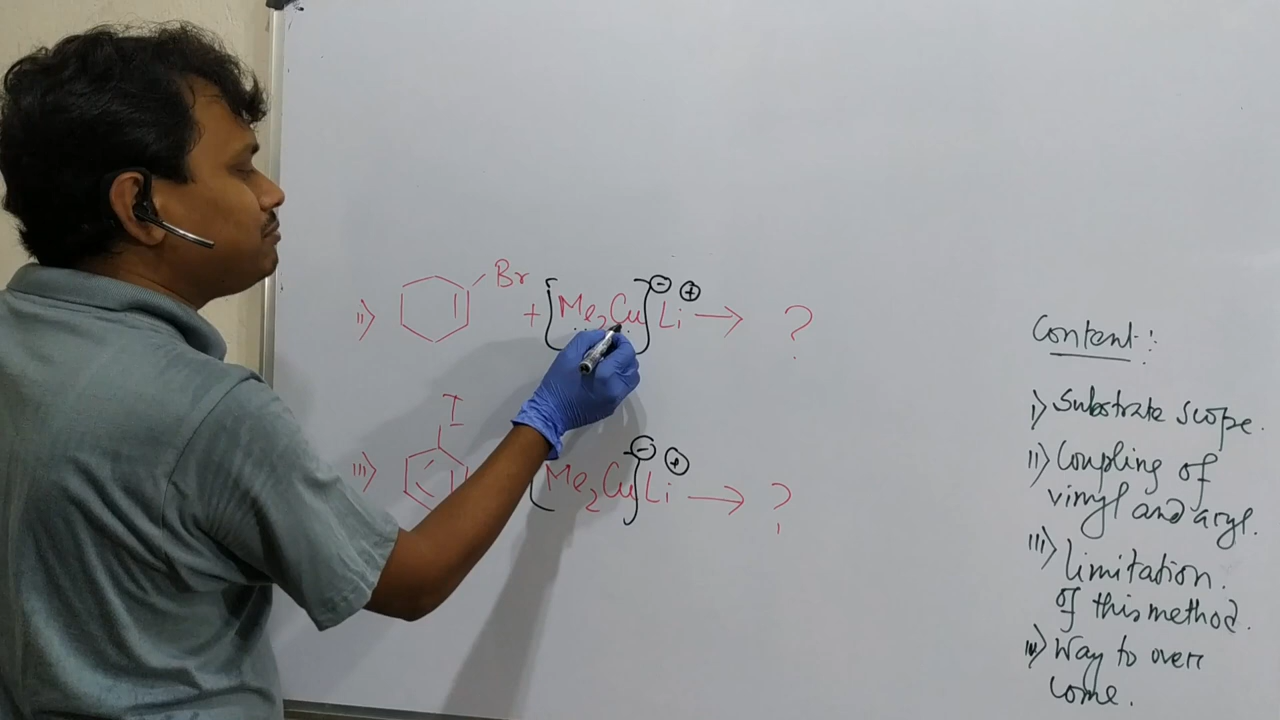 ii) Br + [Me2Cu]⊖ Li⊕ → ?
I
iii) [Me2Cu]⊖ Li⊕ → ?
Content :
i) Substrate scope.
ii) Coupling of
vinyl and aryl.
iii) Limitation
of this method.
iv) Way to over
come.